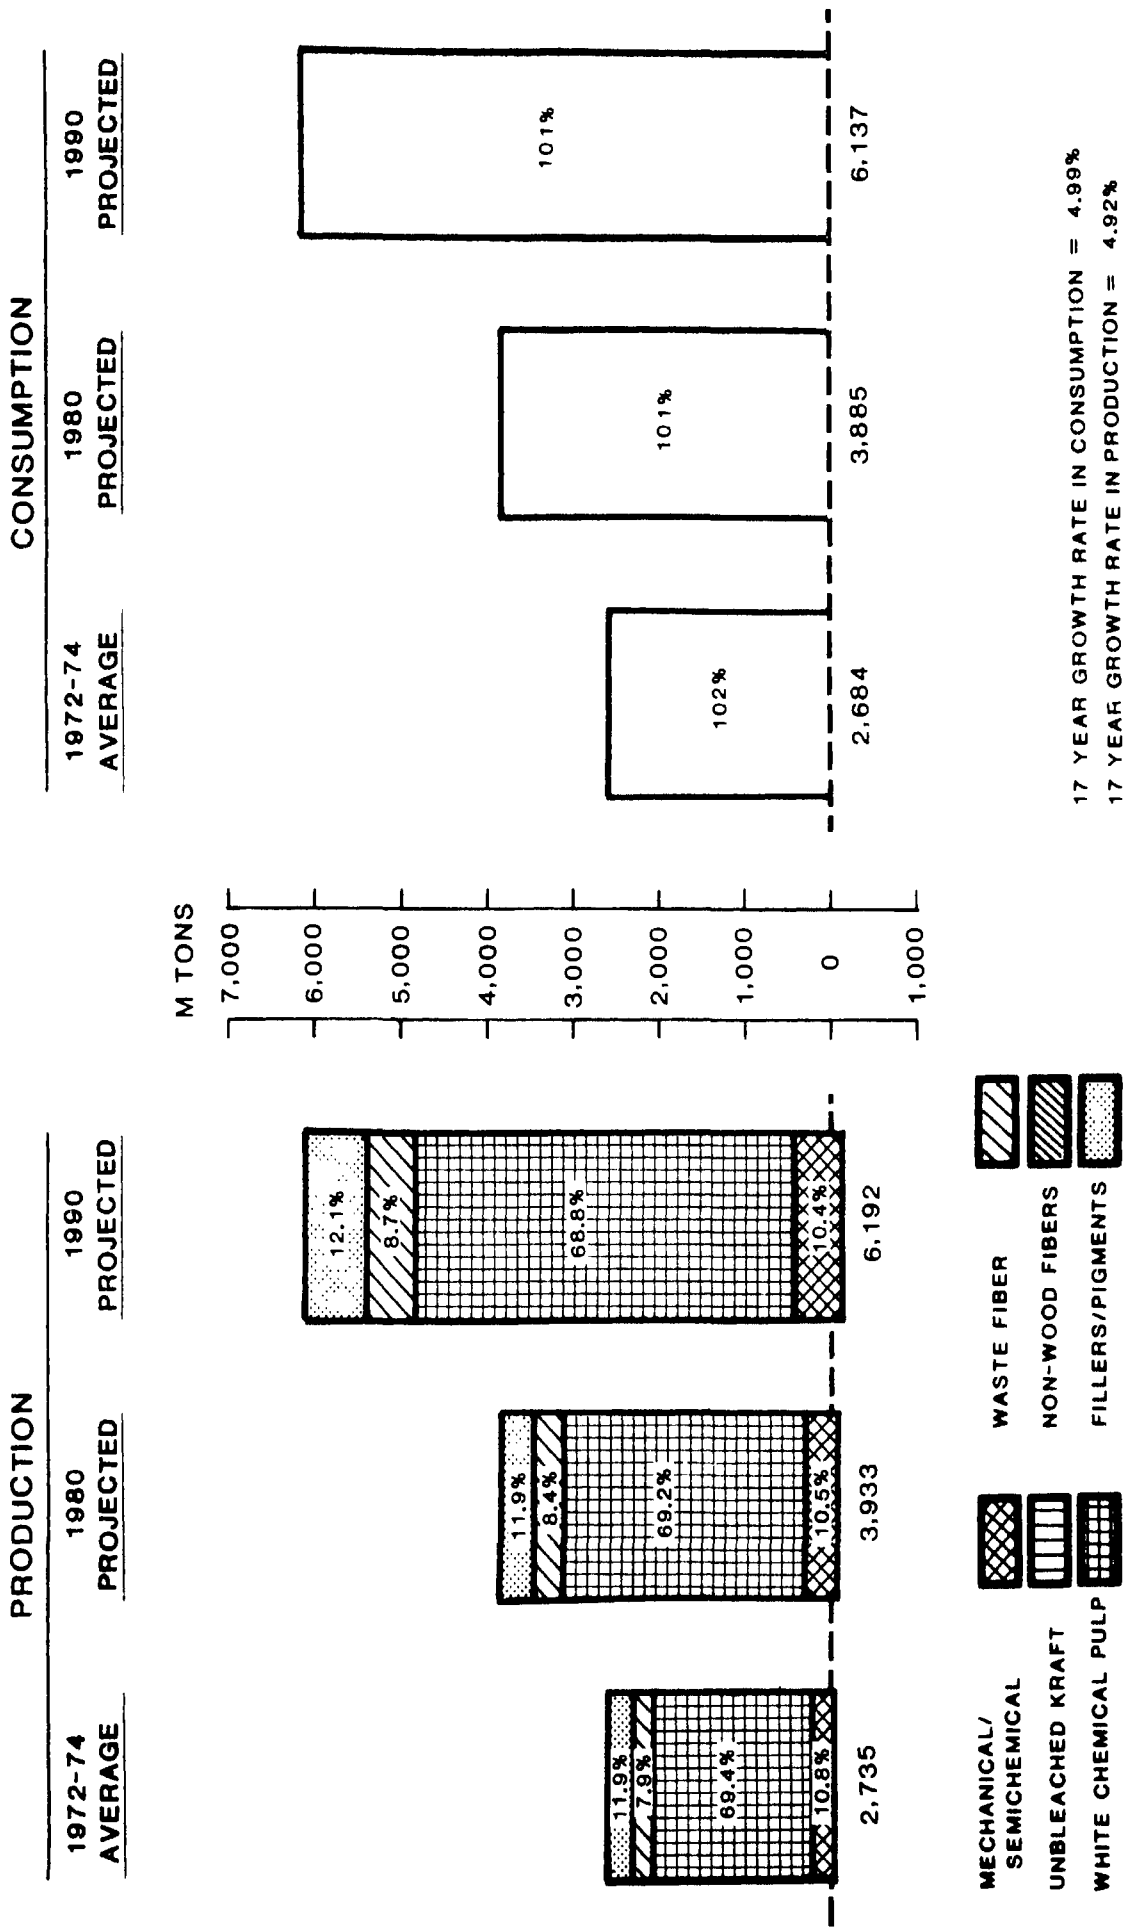 PRODUCTION
CONSUMPTION
1972-74
AVERAGE
1980
PROJECTED
1990
PROJECTED
1972-74
AVERAGE
1980
PROJECTED
1990
PROJECTED
M TONS
7,000
6,000
5,000
4,000
3,000
2,000
1,000
0
1,000
11.9%
7.9%
69.4%
10.8%
2,735
11.9%
8.4%
69.2%
10.5%
3,933
12.1%
8.7%
68.8%
10.4%
6,192
102%
2,684
101%
3,885
101%
6,137
MECHANICAL/
SEMICHEMICAL
UNBLEACHED KRAFT
WHITE CHEMICAL PULP
WASTE FIBER
NON-WOOD FIBERS
FILLERS/PIGMENTS
17 YEAR GROWTH RATE IN CONSUMPTION = 4.99%
17 YEAR GROWTH RATE IN PRODUCTION = 4.92%